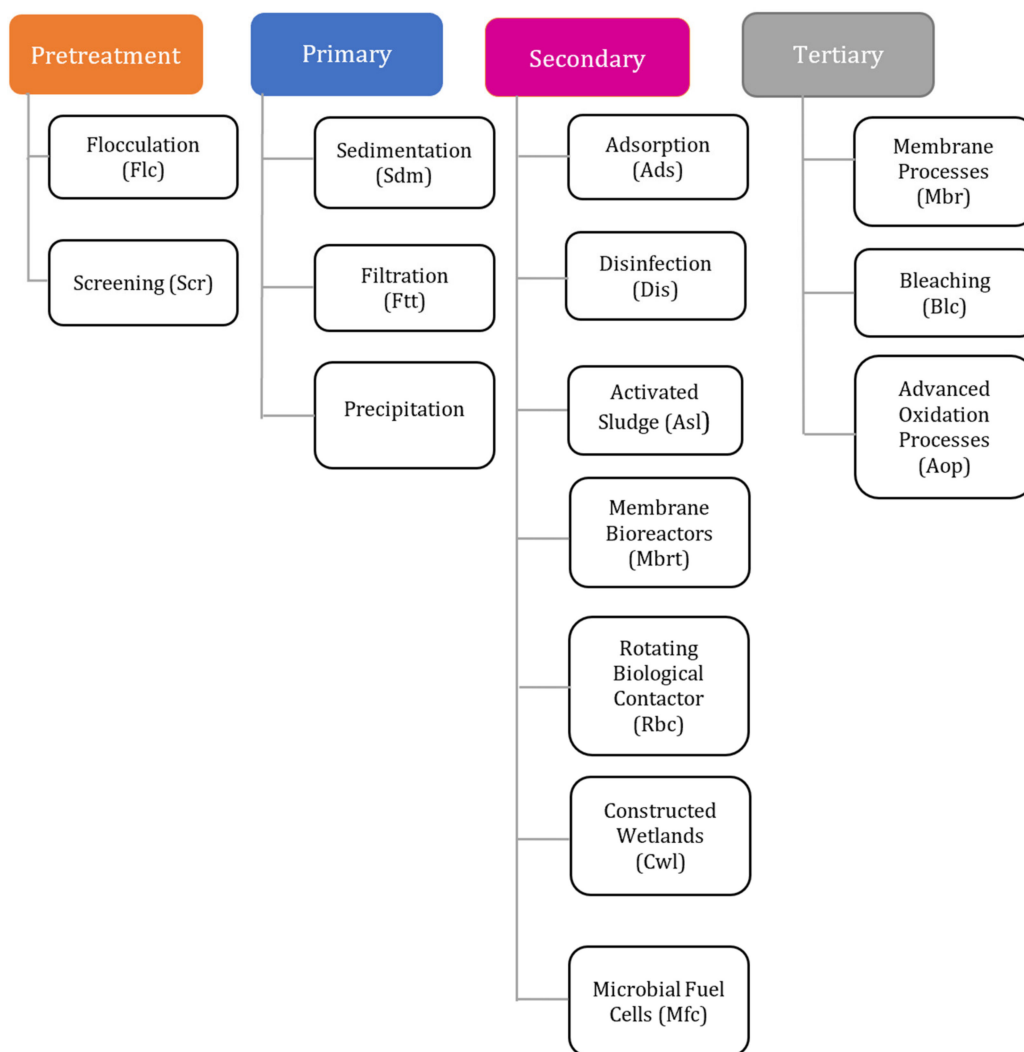 Pretreatment
Flocculation
(Flc)
Screening (Scr)
Primary
Sedimentation
(Sdm)
Filtration
(Ftt)
Precipitation
Secondary
Adsorption
(Ads)
Disinfection
(Dis)
Activated
Sludge (Asl)
Membrane
Bioreactors
(Mbrt)
Rotating
Biological
Contactor
(Rbc)
Constructed
Wetlands
(Cwl)
Microbial Fuel
Cells (Mfc)
Tertiary
Membrane
Processes
(Mbr)
Bleaching
(Blc)
Advanced
Oxidation
Processes
(Aop)